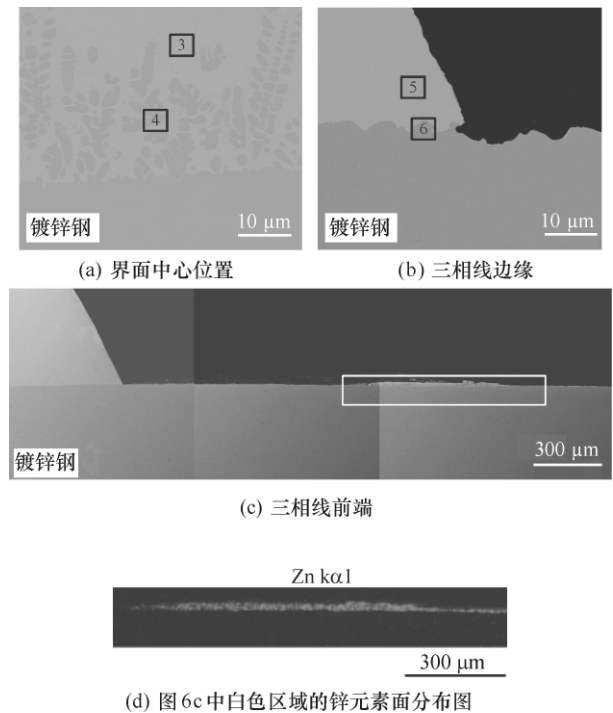 3
4
镀锌钢
10 μm
(a) 界面中心位置
5
6
镀锌钢
10 μm
(b) 三相线边缘
镀锌钢
300 μm
(c) 三相线前端
Zn kα1
300 μm
(d) 图6c中白色区域的锌元素面分布图